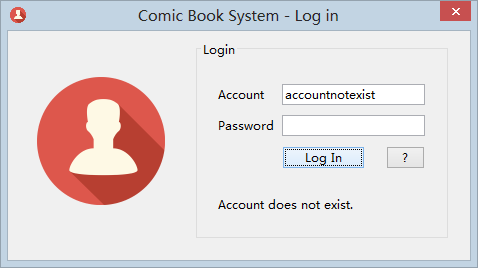 Comic Book System - Log in
Login
Account accountnotexist
Password
Log In ?
Account does not exist.